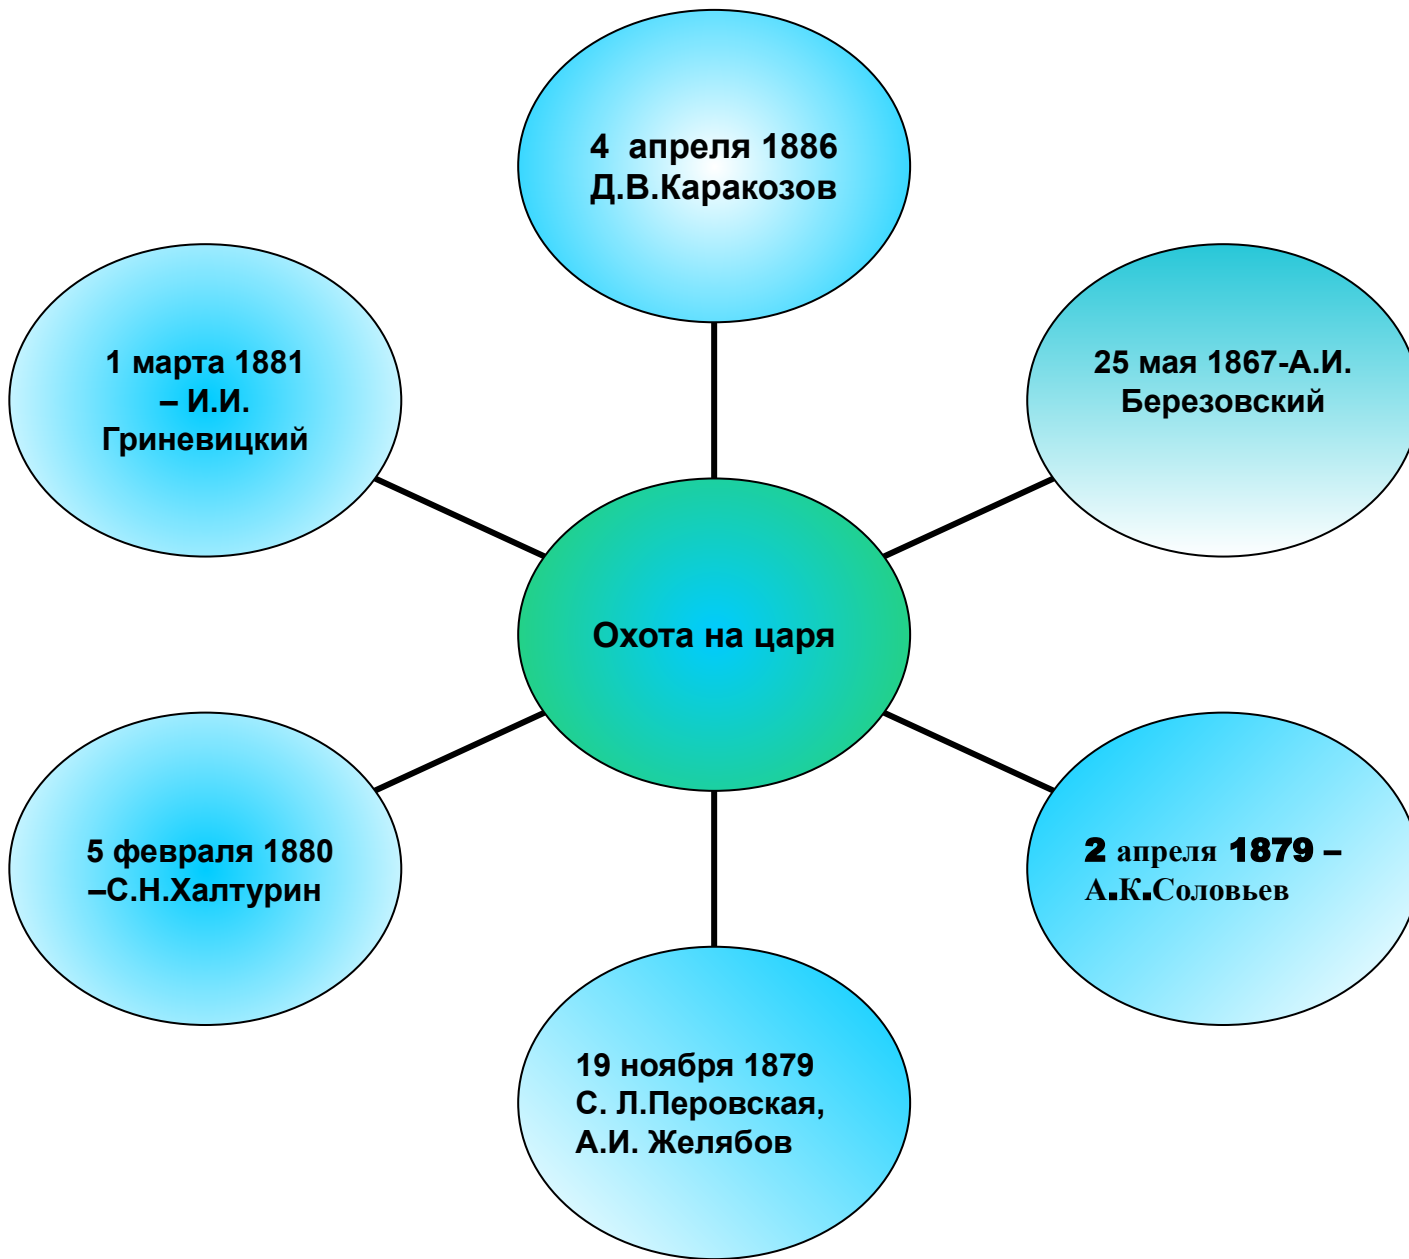 4 апреля 1886
Д.В.Каракозов
25 мая 1867-А.И.
Березовский
2 апреля 1879 –
А.К.Соловьев
19 ноября 1879
С. Л.Перовская,
А.И. Желябов
5 февраля 1880
–С.Н.Халтурин
1 марта 1881
– И.И.
Гриневицкий
Охота на царя